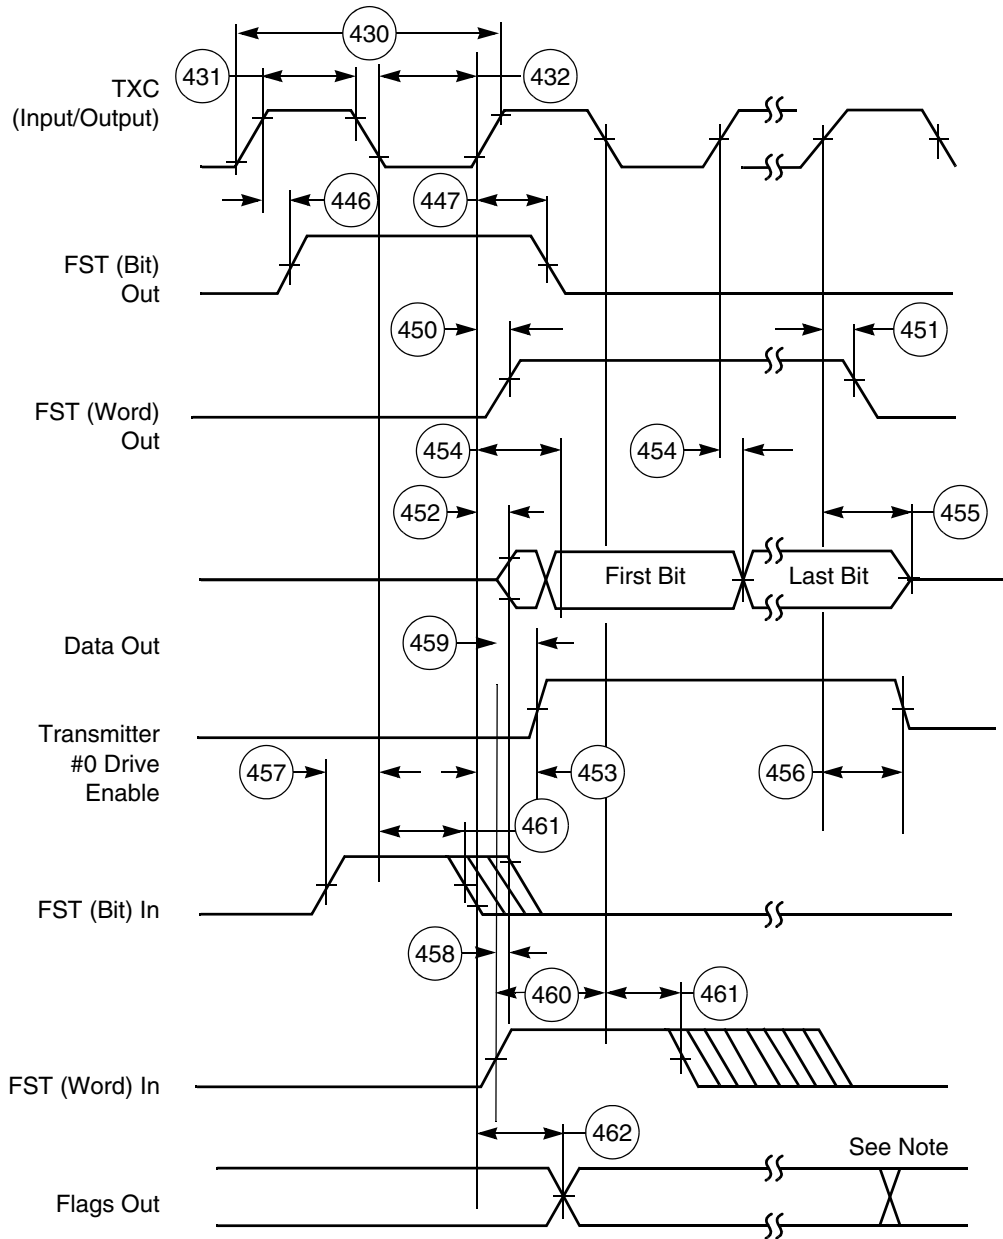 430
431
432
TXC
(Input/Output)
446
447
FST (Bit)
Out
450
451
FST (Word)
Out
454
454
452
455
First Bit
Last Bit
459
Data Out
Transmitter
#0 Drive
Enable
457
453
456
461
FST (Bit) In
458
460
461
FST (Word) In
462
See Note
Flags Out